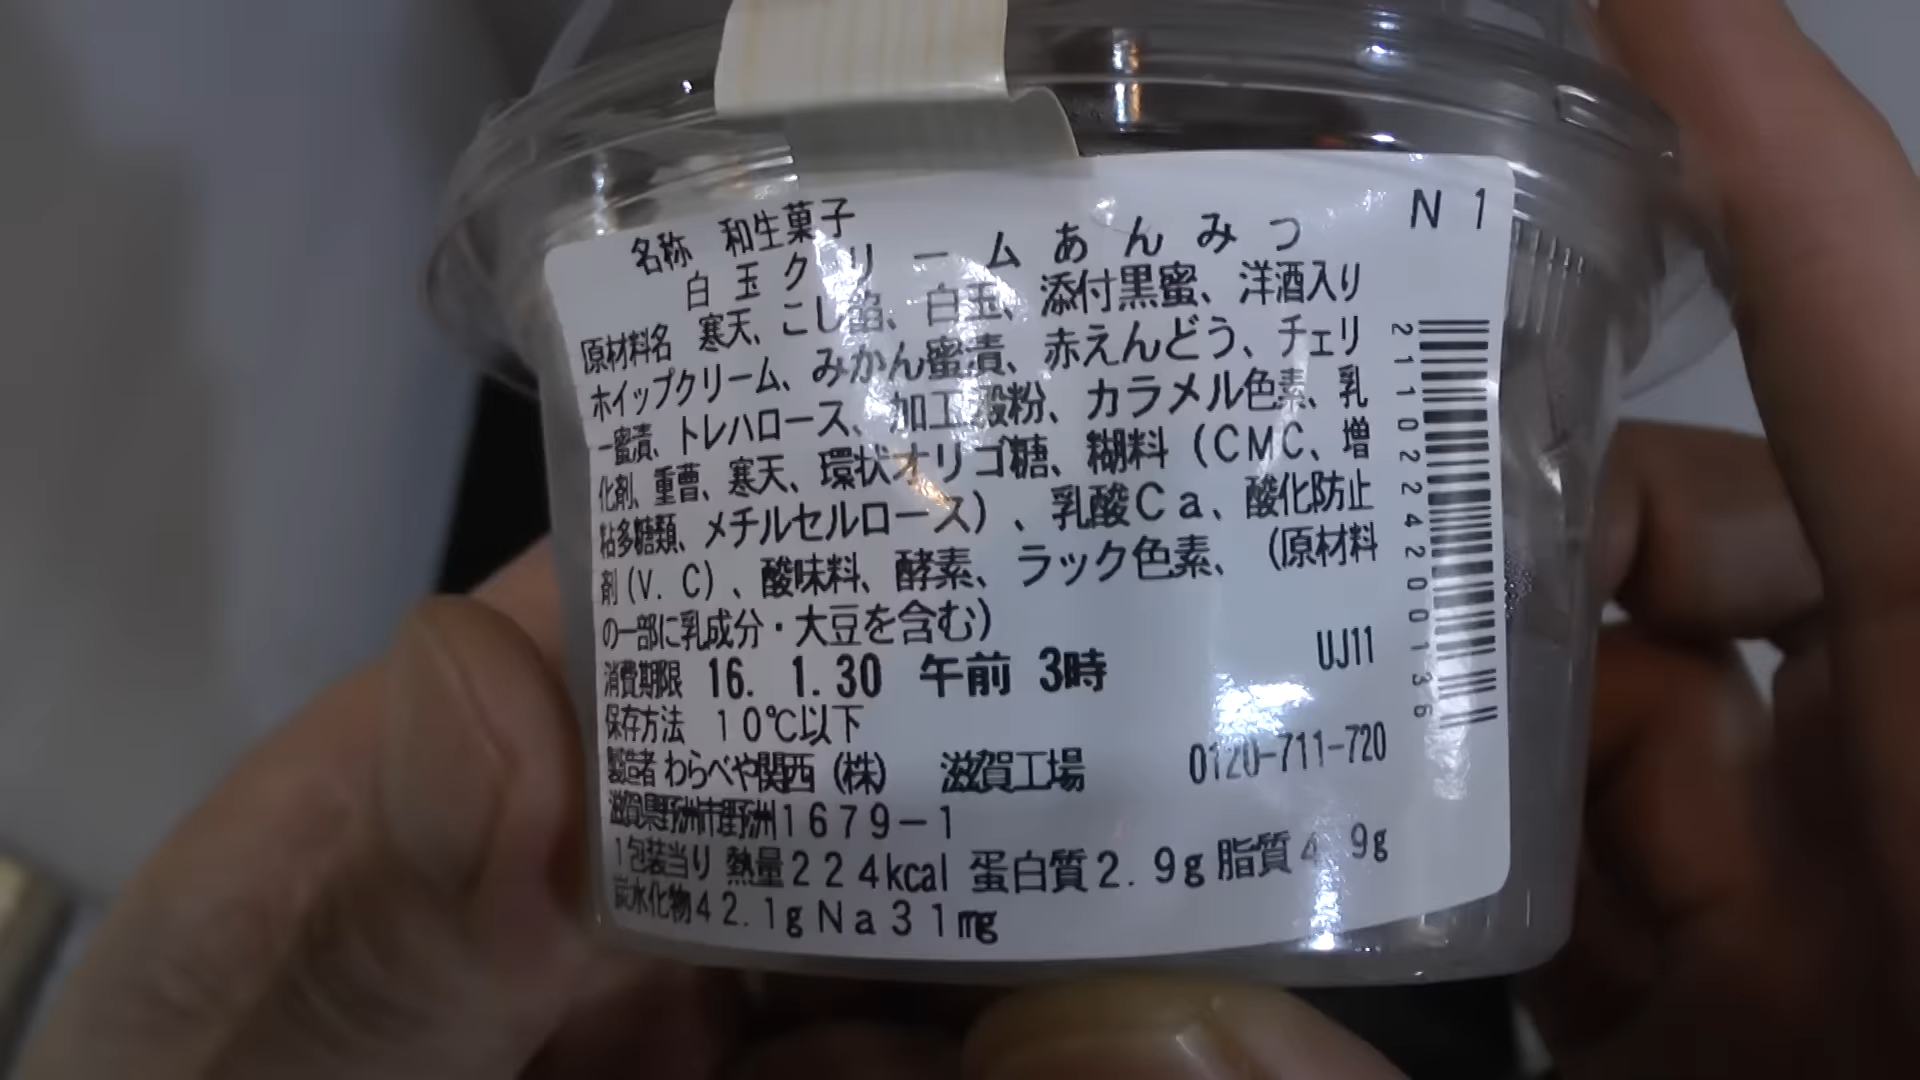 N 1
名称 和生菓子
白玉クリームあんみつ
原材料名 寒天、こし餡、白玉、添付黒蜜、洋酒入り
ホイップクリーム、みかん蜜漬、赤えんどう、チェリ
ー蜜漬、トレハロース、加工澱粉、カラメル色素、乳
化剤、重曹、寒天、環状オリゴ糖、糊料(CMC、増
粘多糖類、メチルセルロース)、乳酸Ca、酸化防止
剤(V.C)、酸味料、酵素、ラック色素、(原材料
の一部に乳成分・大豆を含む)
消費期限 16. 1.30 午前 3時 UJ11
保存方法 10℃以下
製造者 わらべや関西(株) 滋賀工場 0120-711-720
滋賀県野洲市野洲1679-1
1包装当り 熱量224kcal 蛋白質2.9g 脂質4.9g
炭水化物42.1g Na31mg
2110224200136